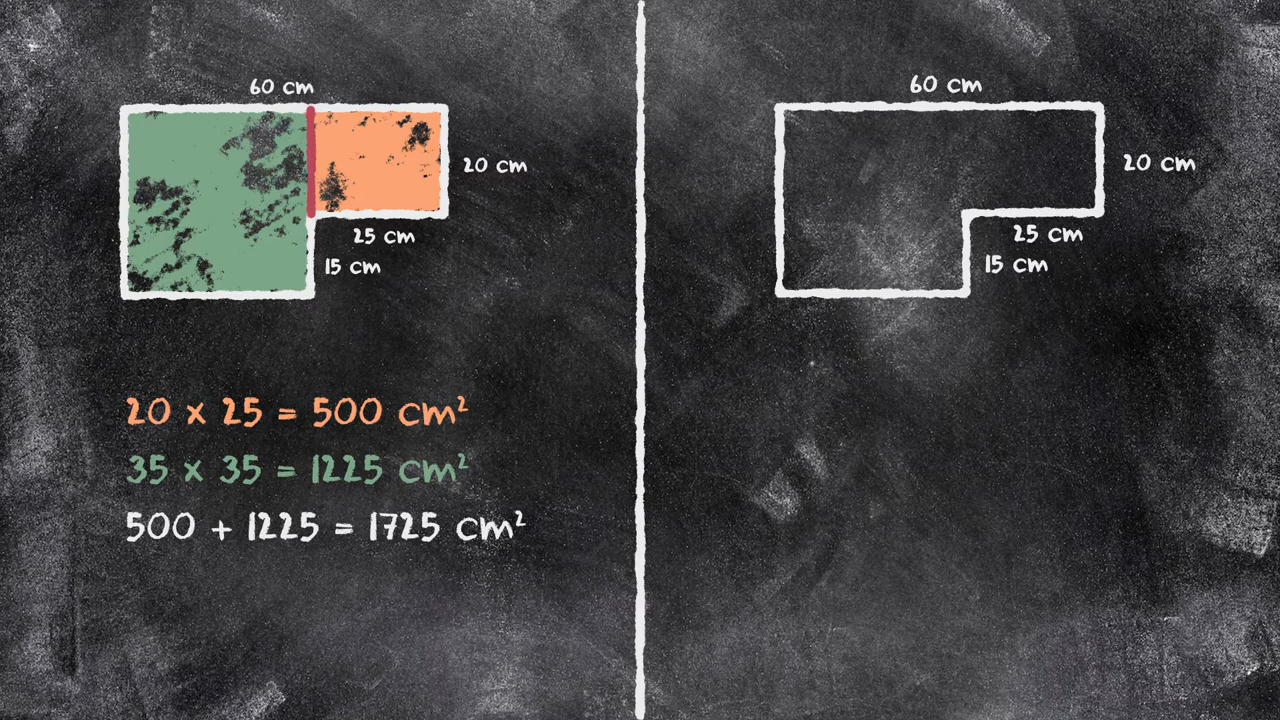 60 cm
20 cm
25 cm
15 cm
20 x 25 = 500 cm²
35 x 35 = 1225 cm²
500 + 1225 = 1725 cm²
60 cm
20 cm
25 cm
15 cm